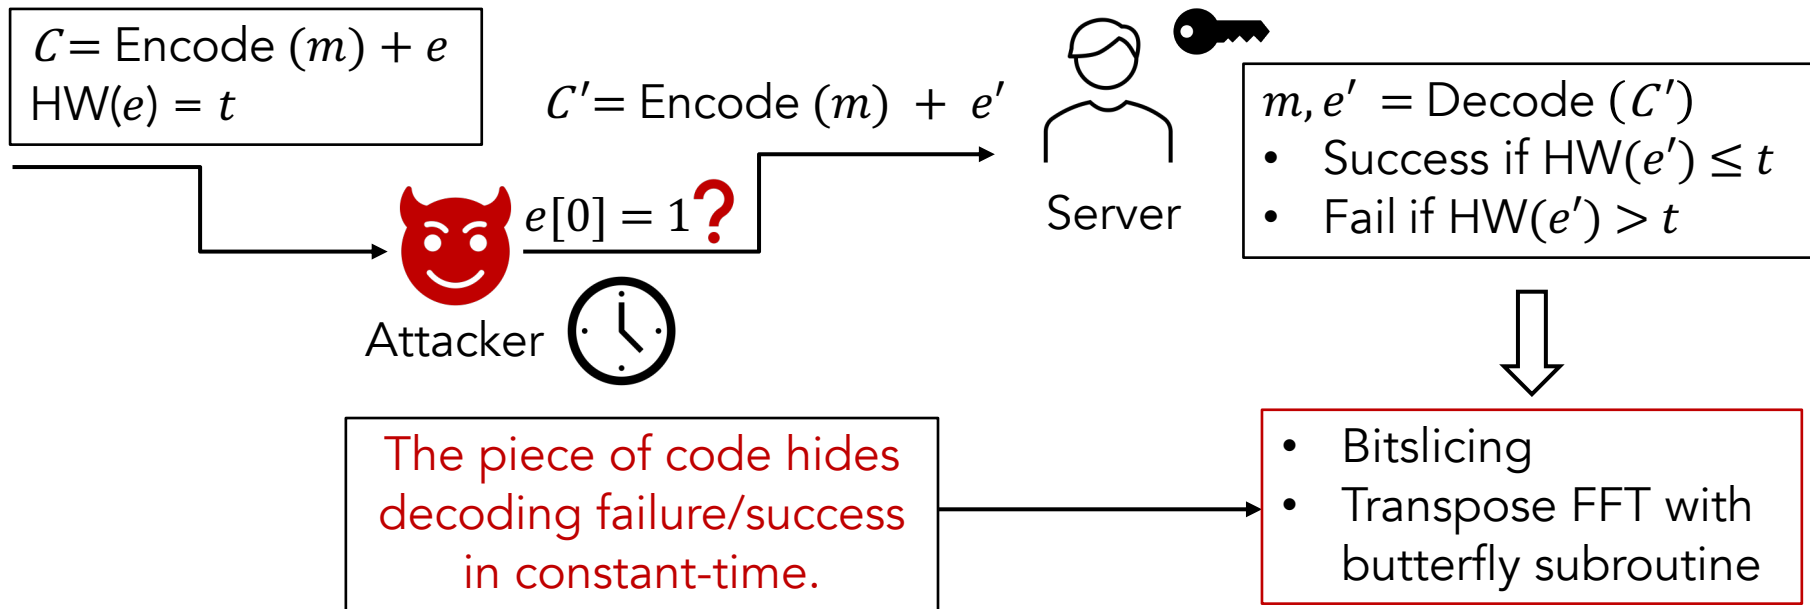 C = Encode (m) + e
HW(e) = t
C′= Encode (m) + e′
e[0] = 1?
Attacker
Server
m, e′ = Decode (C′)
• Success if HW(e′) ≤ t
• Fail if HW(e′) > t
The piece of code hides
decoding failure/success
in constant-time.
• Bitslicing
• Transpose FFT with
butterfly subroutine